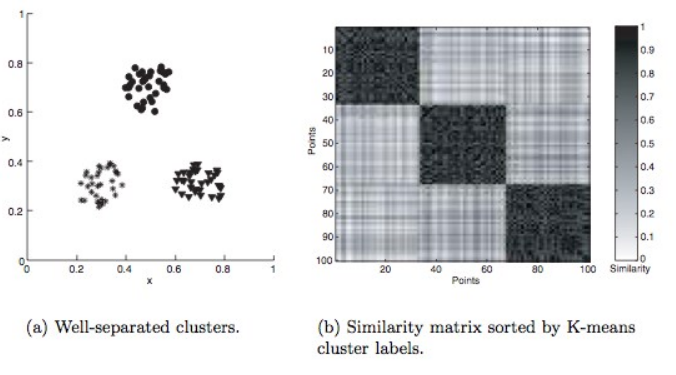 1
0.8
0.6
0.4
0.2
0
y
0 0.2 0.4 0.6 0.8 1
x
(a) Well-separated clusters.
10
20
30
40
50
60
70
80
90
100
Points
20 40 60 80 100
Points
1
0.9
0.8
0.7
0.6
0.5
0.4
0.3
0.2
0.1
0
Similarity
(b) Similarity matrix sorted by K-means
cluster labels.